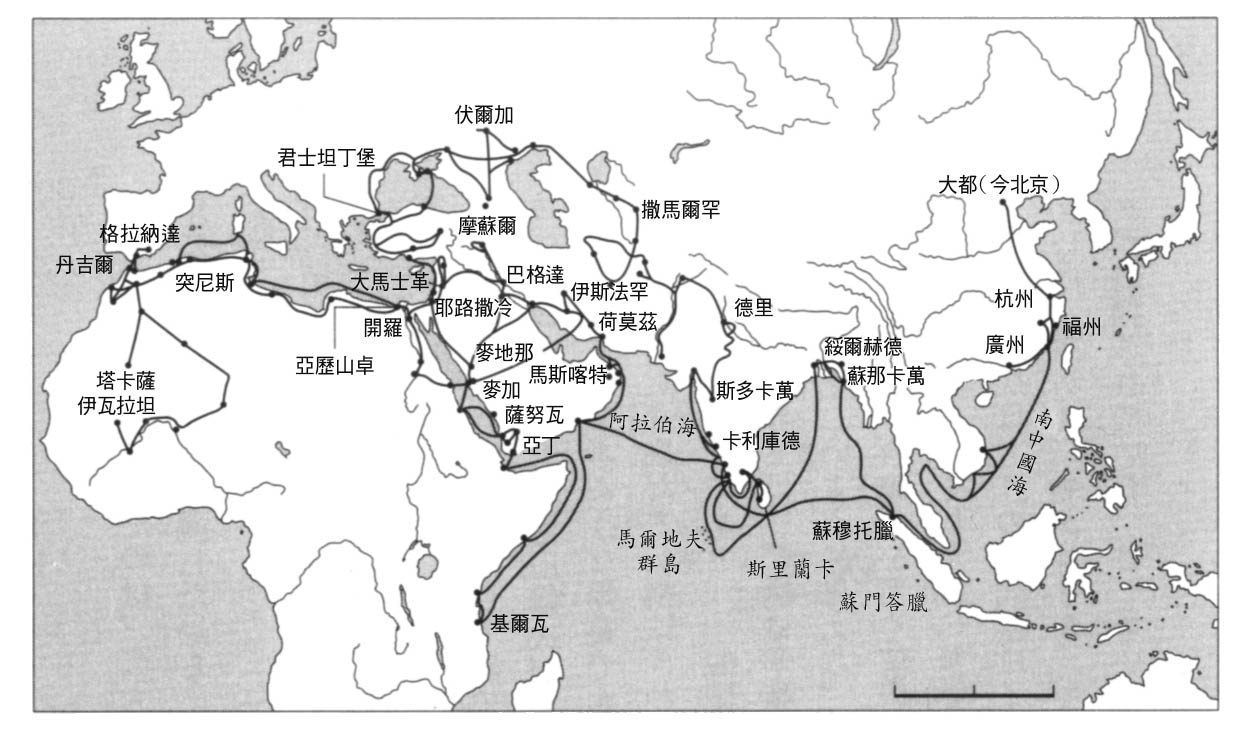 伏爾加
君士坦丁堡
大都(今北京)
撒馬爾罕
摩蘇爾
格拉納達
丹吉爾
突尼斯
大馬士革
巴格達
伊斯法罕
耶路撒冷
德里
杭州
開羅
荷莫茲
福州
亞歷山卓
麥地那
綏爾赫德
廣州
塔卡薩
馬斯喀特
蘇那卡萬
麥加
斯多卡萬
伊瓦拉坦
薩努瓦
阿拉伯海
南中國海
亞丁
卡利庫德
馬爾地夫
群島
蘇穆托臘
斯里蘭卡
蘇門答臘
基爾瓦